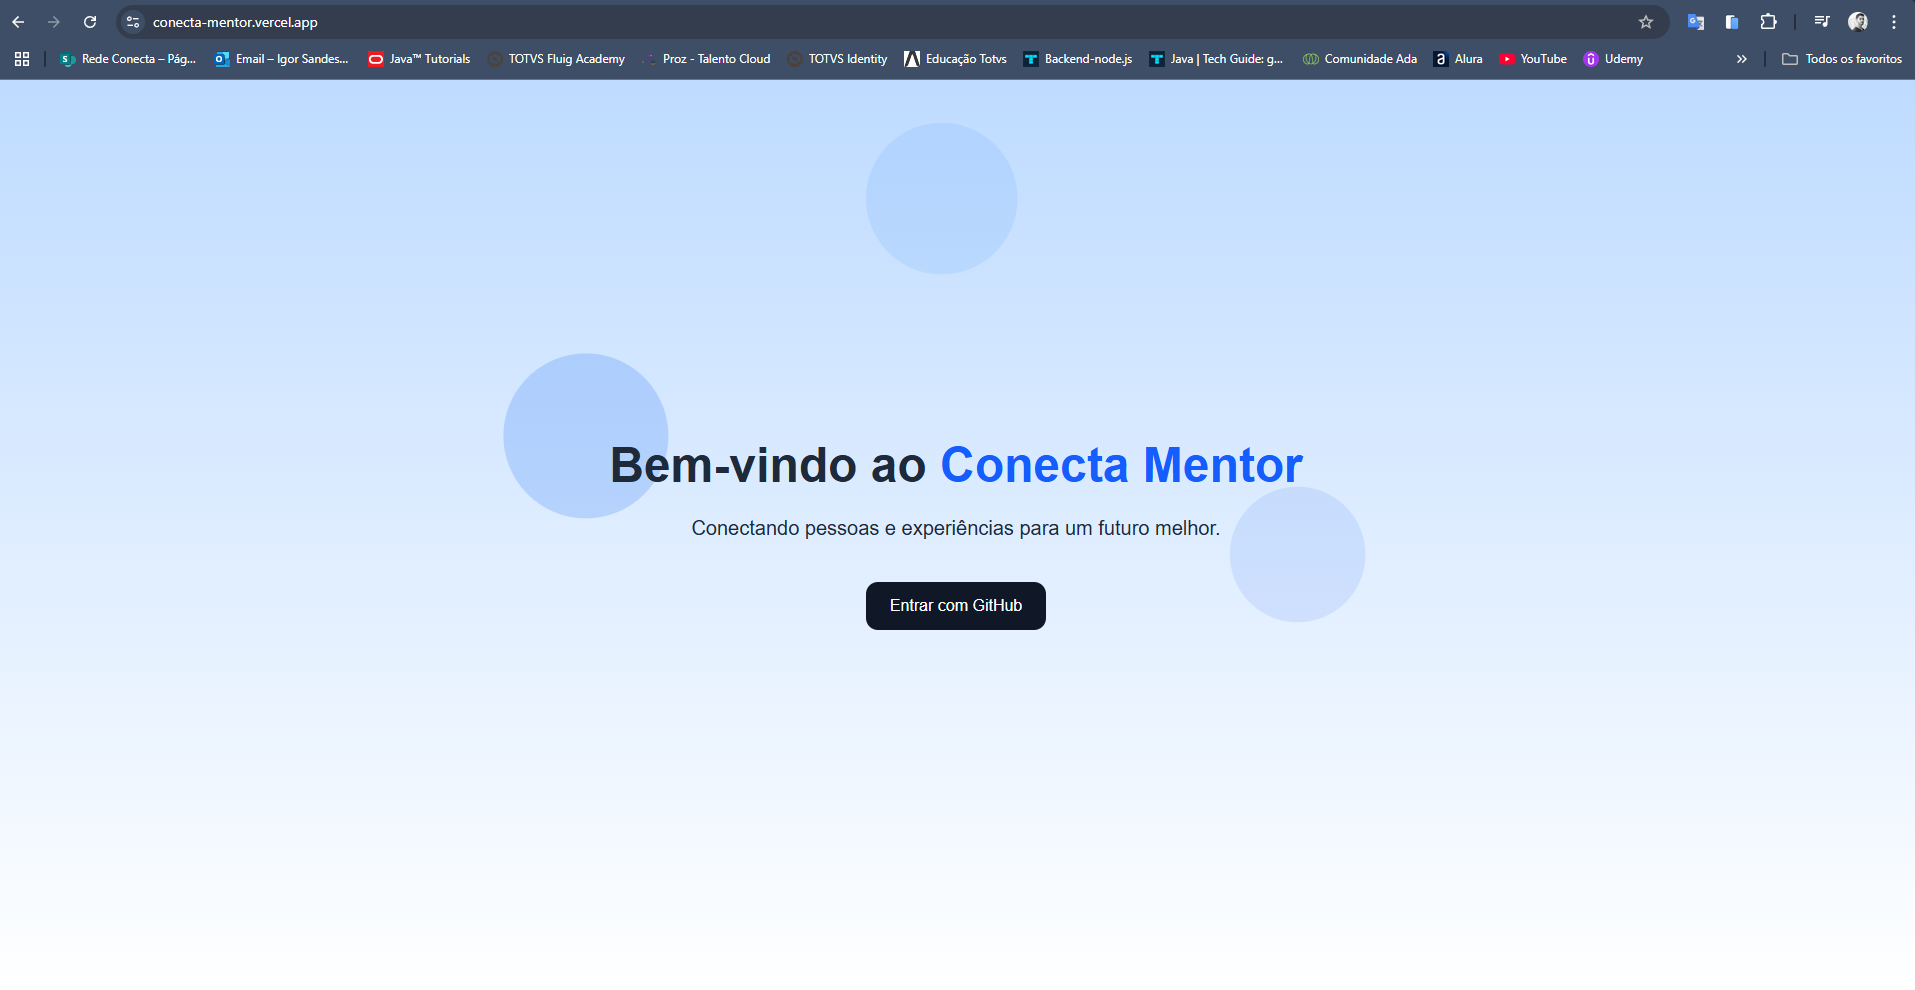 conecta-mentor.vercel.app
Rede Conecta – Pág... Email – Igor Sandes... Java™ Tutorials TOTVS Fluig Academy Proz - Talento Cloud TOTVS Identity Educação Totvs Backend-node.js Java | Tech Guide: g... Comunidade Ada Alura YouTube Udemy Todos os favoritos
Bem-vindo ao Conecta Mentor
Conectando pessoas e experiências para um futuro melhor.
Entrar com GitHub